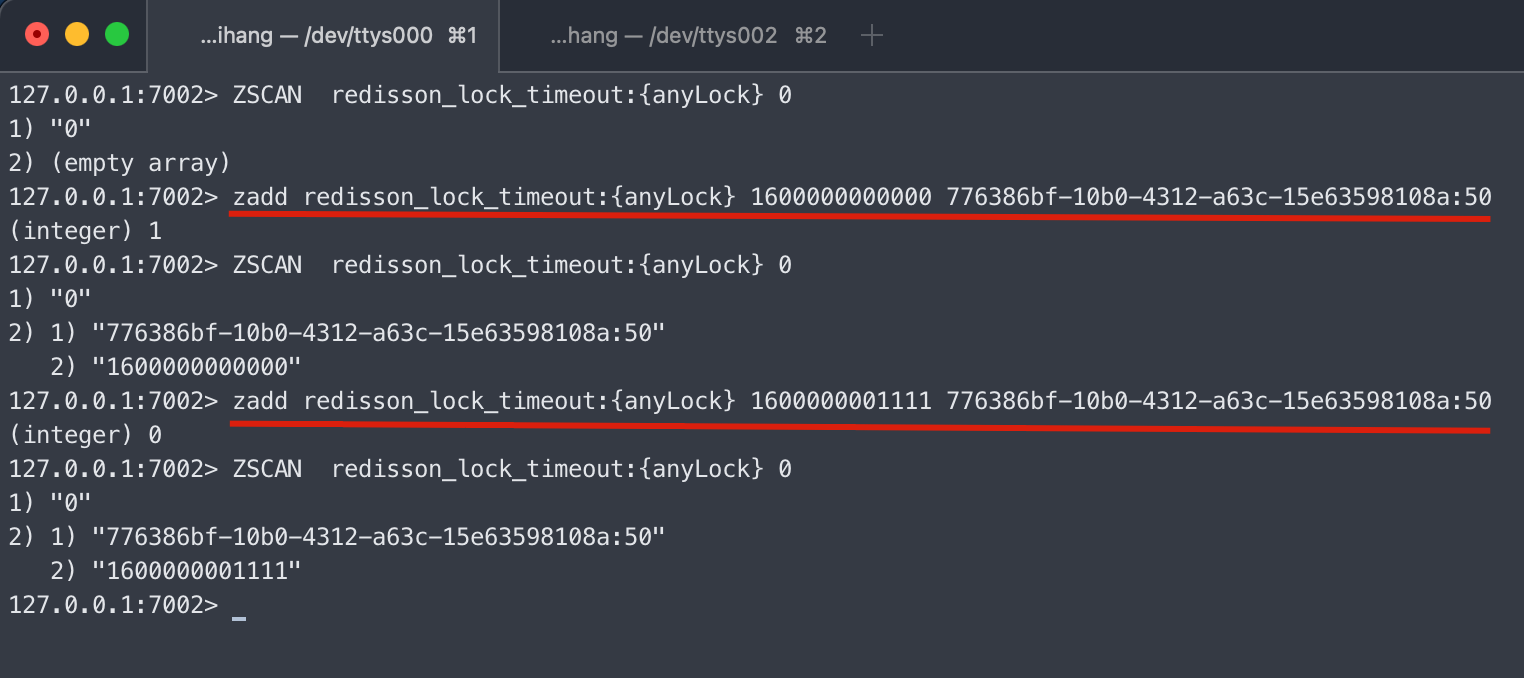 ...ihang — /dev/ttys000 ⌘1 ...hang — /dev/ttys002 ⌘2 +
127.0.0.1:7002> ZSCAN  redisson_lock_timeout:{anyLock} 0
1) "0"
2) (empty array)
127.0.0.1:7002> zadd redisson_lock_timeout:{anyLock} 1600000000000 776386bf-10b0-4312-a63c-15e63598108a:50
(integer) 1
127.0.0.1:7002> ZSCAN  redisson_lock_timeout:{anyLock} 0
1) "0"
2) 1) "776386bf-10b0-4312-a63c-15e63598108a:50"
   2) "1600000000000"
127.0.0.1:7002> zadd redisson_lock_timeout:{anyLock} 1600000001111 776386bf-10b0-4312-a63c-15e63598108a:50
(integer) 0
127.0.0.1:7002> ZSCAN  redisson_lock_timeout:{anyLock} 0
1) "0"
2) 1) "776386bf-10b0-4312-a63c-15e63598108a:50"
   2) "1600000001111"
127.0.0.1:7002> _